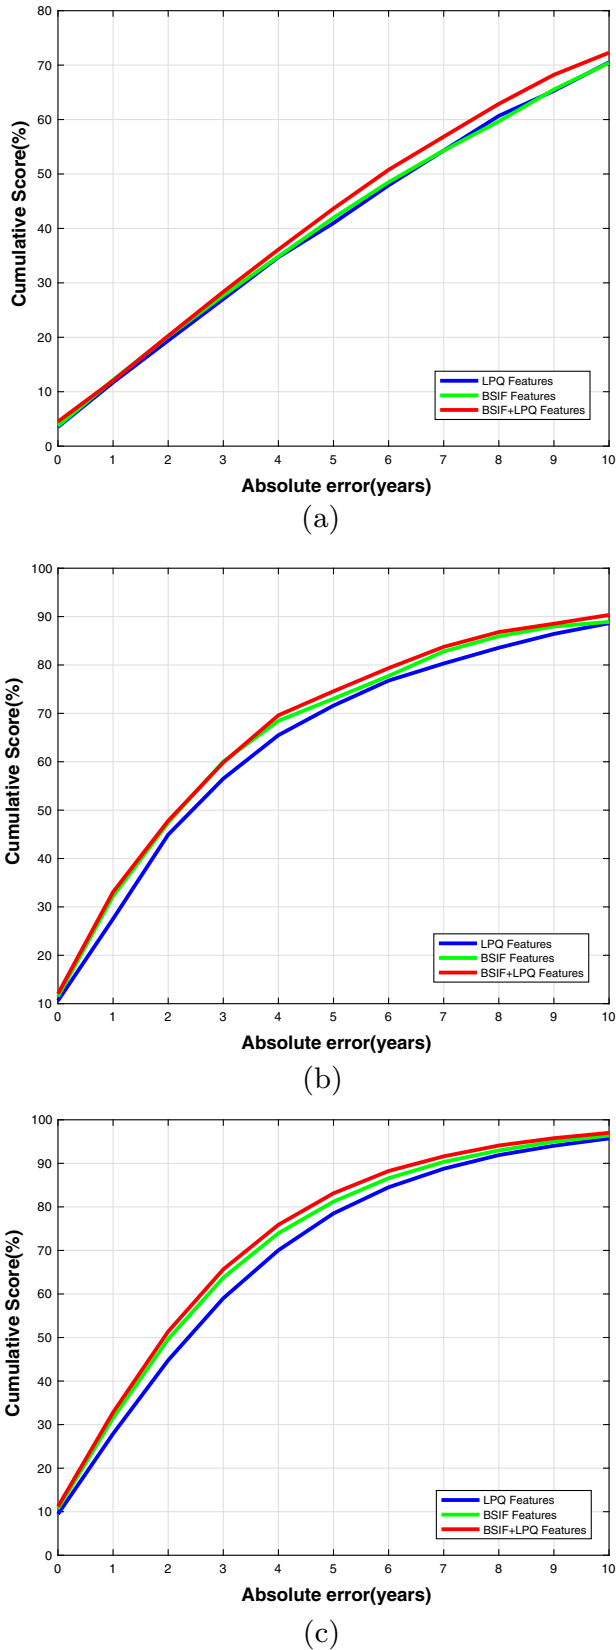 80
70
60
50
40
30
20
10
0
Cumulative Score(%)
LPQ Features
BSIF Features
BSIF+LPQ Features
0 1 2 3 4 5 6 7 8 9 10
Absolute error(years)
(a)
100
90
80
70
60
50
40
30
20
10
Cumulative Score(%)
LPQ Features
BSIF Features
BSIF+LPQ Features
0 1 2 3 4 5 6 7 8 9 10
Absolute error(years)
(b)
100
90
80
70
60
50
40
30
20
10
0
Cumulative Score(%)
LPQ Features
BSIF Features
BSIF+LPQ Features
0 1 2 3 4 5 6 7 8 9 10
Absolute error(years)
(c)